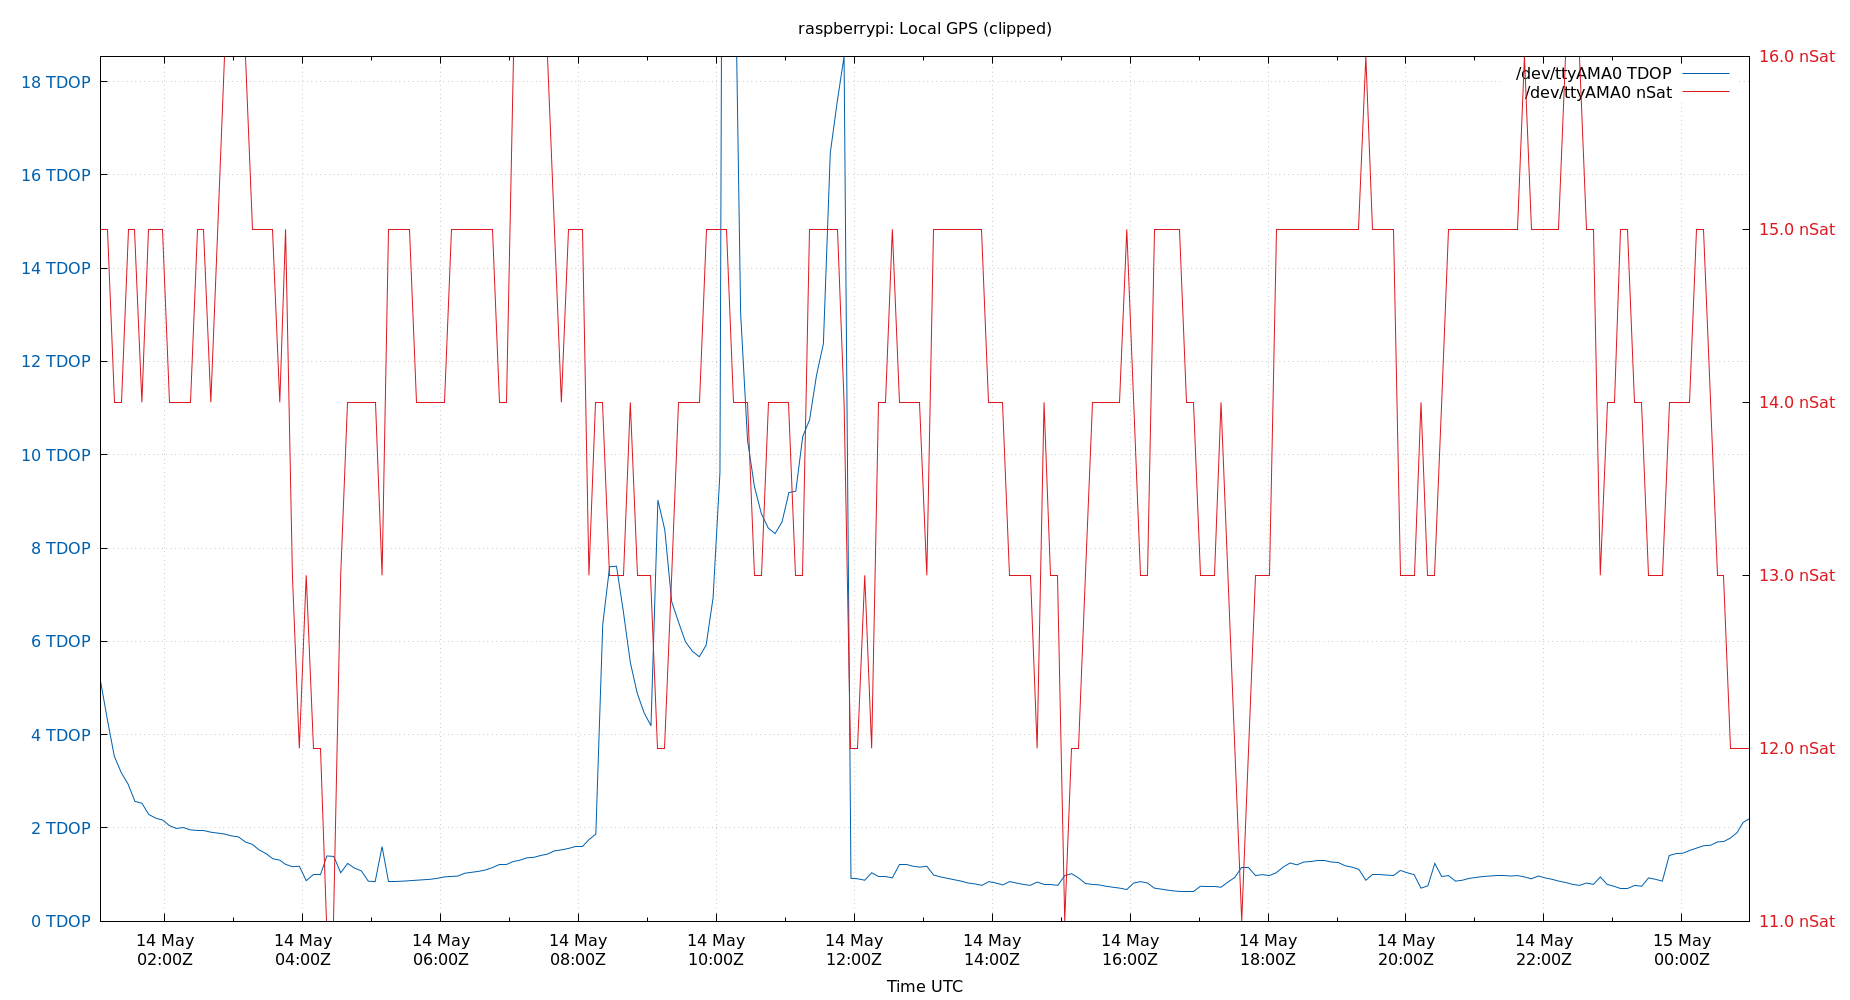 raspberrypi: Local GPS (clipped)
18 TDOP
16 TDOP
14 TDOP
12 TDOP
10 TDOP
8 TDOP
6 TDOP
4 TDOP
2 TDOP
0 TDOP
16.0 nSat
15.0 nSat
14.0 nSat
13.0 nSat
12.0 nSat
11.0 nSat
/dev/ttyAMA0 TDOP
/dev/ttyAMA0 nSat
14 May
02:00Z
14 May
04:00Z
14 May
06:00Z
14 May
08:00Z
14 May
10:00Z
14 May
12:00Z
14 May
14:00Z
14 May
16:00Z
14 May
18:00Z
14 May
20:00Z
14 May
22:00Z
15 May
00:00Z
Time UTC